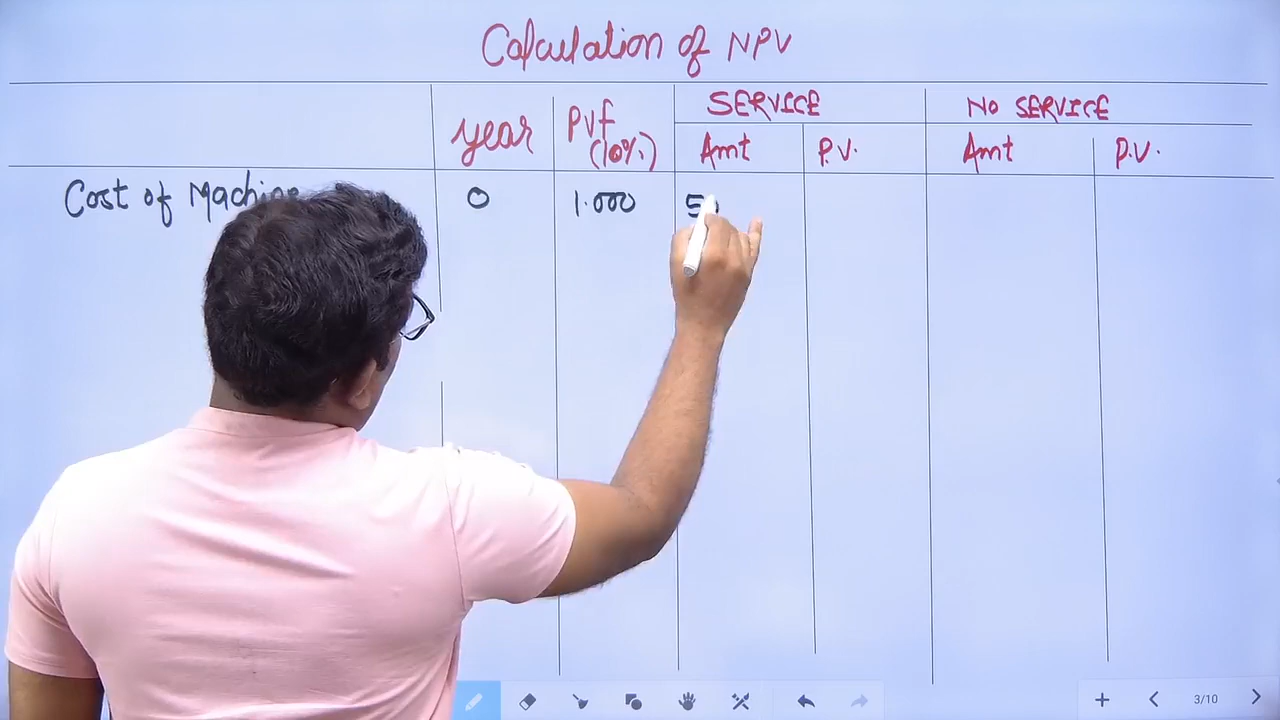 Calculation of NPV
year
Pvf (10%)
SERVICE
NO SERVICE
Amt
P.V.
Amt
P.V.
Cost of Machine
0
1.000
3/10